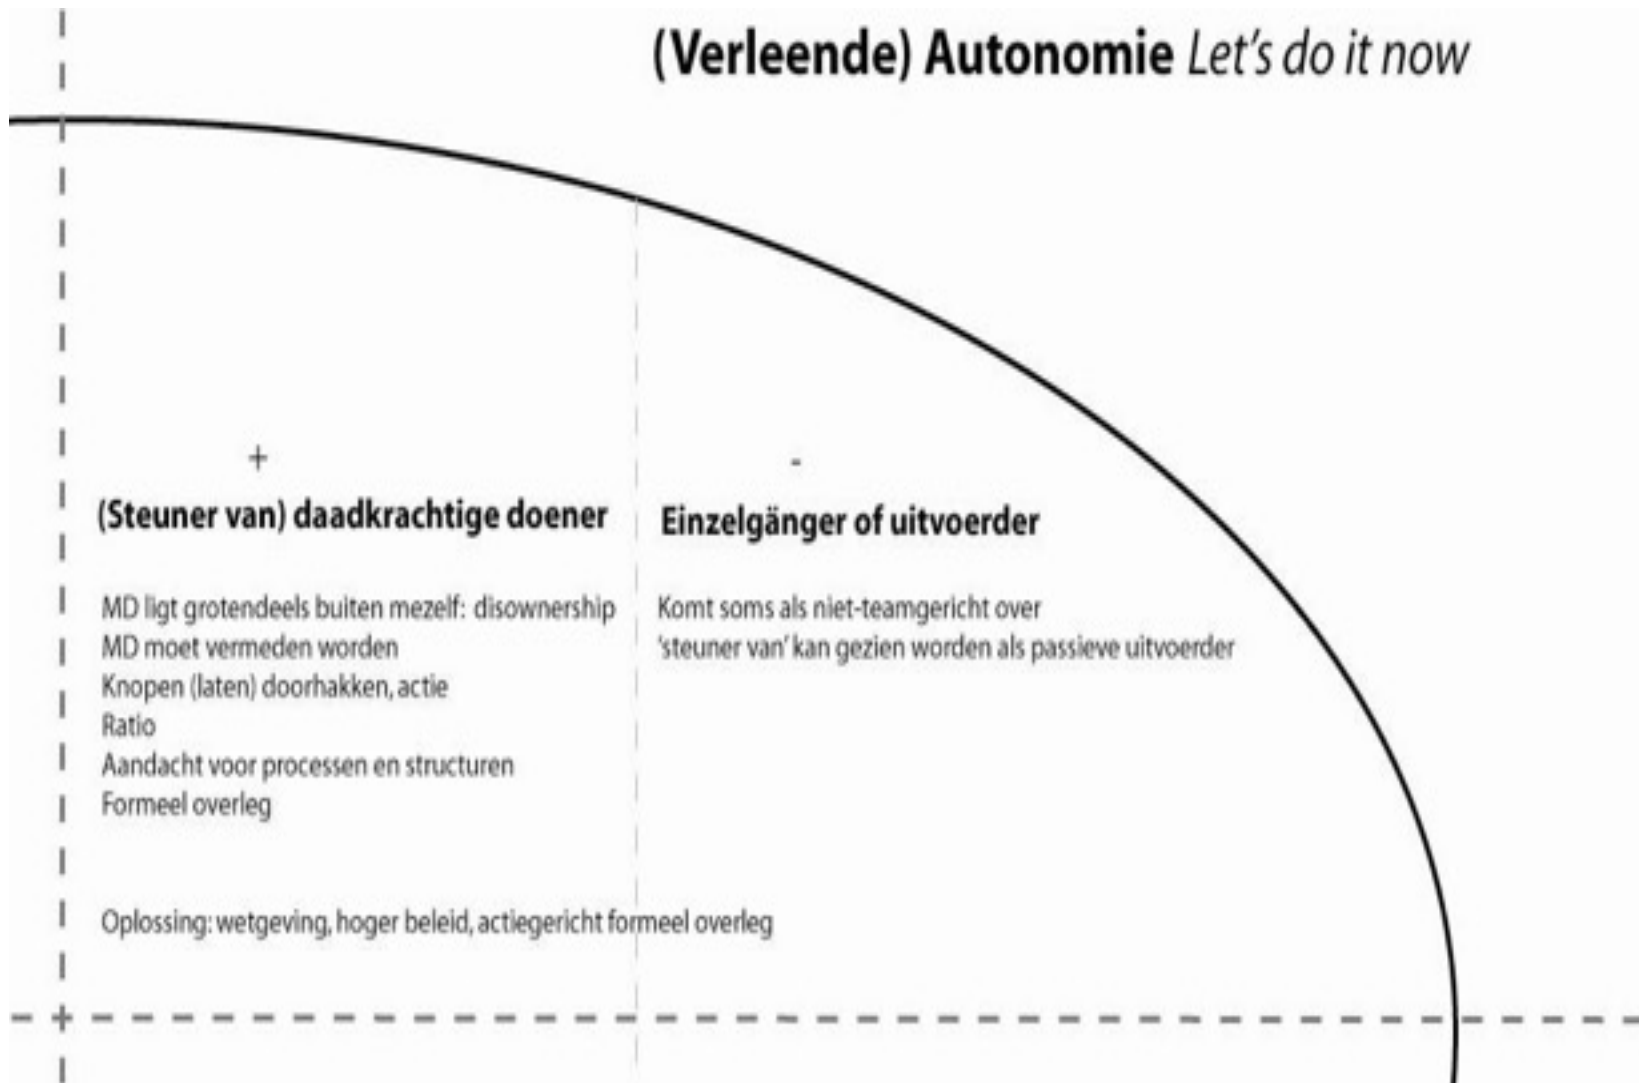 (Verleende) Autonomie Let's do it now
+
(Steuner van) daadkrachtige doener
MD ligt grotendeels buiten mezelf: disownership
MD moet vermeden worden
Knopen (laten) doorhakken, actie
Ratio
Aandacht voor processen en structuren
Formeel overleg
Oplossing: wetgeving, hoger beleid, actiegericht formeel overleg
-
Einzelgänger of uitvoerder
Komt soms als niet-teamgericht over
'steuner van' kan gezien worden als passieve uitvoerder